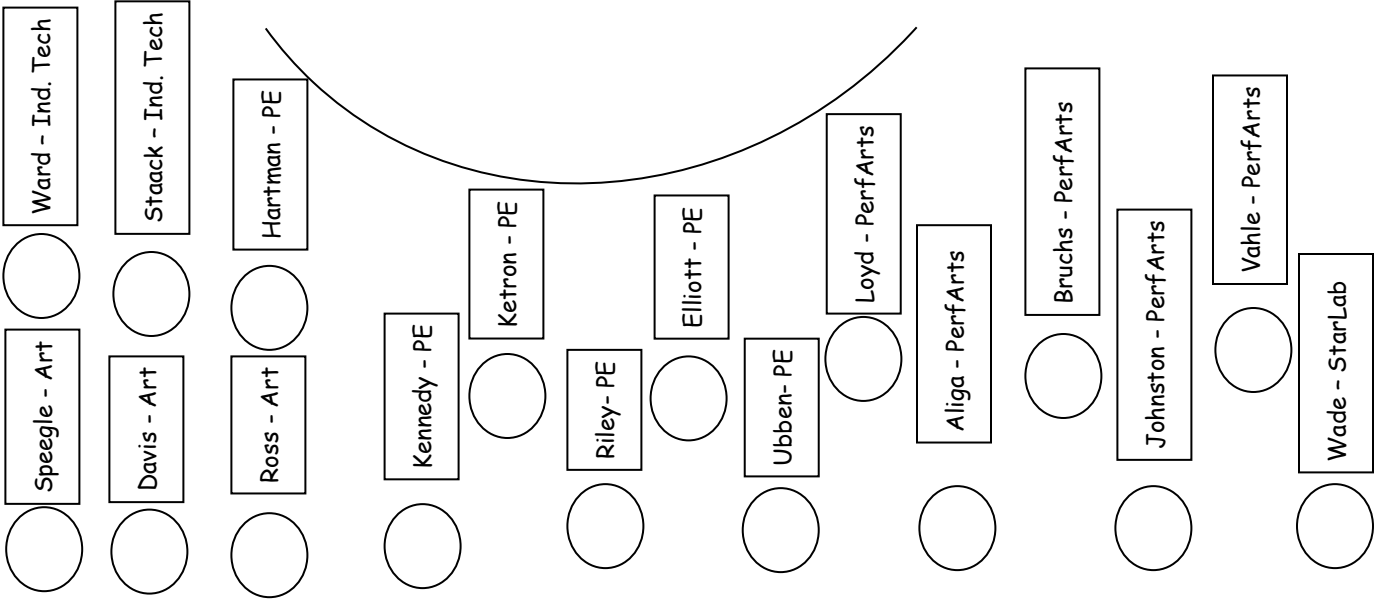 Ward - Ind. Tech
Staack - Ind. Tech
Hartman - PE
Speegle - Art
Davis - Art
Ross - Art
Kennedy - PE
Ketron - PE
Riley- PE
Elliott - PE
Ubben- PE
Loyd - PerfArts
Aliga - PerfArts
Bruchs - PerfArts
Johnston - PerfArts
Vahle - PerfArts
Wade - StarLab